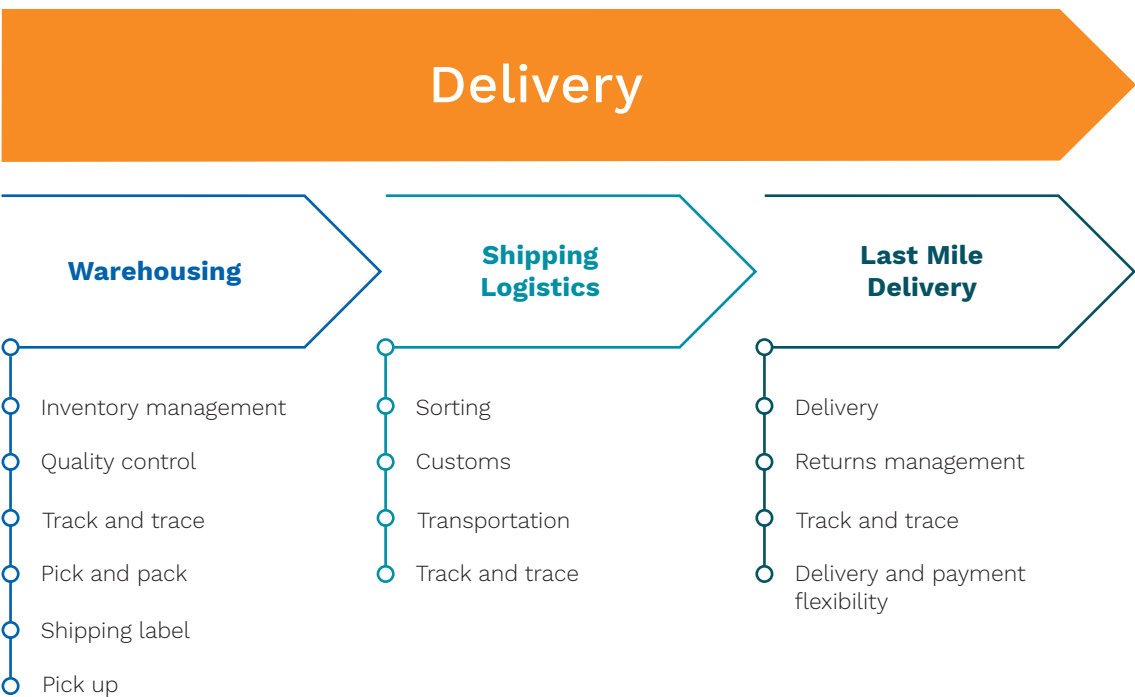 Delivery
Warehousing
Inventory management
Quality control
Track and trace
Pick and pack
Shipping label
Pick up
Shipping
Logistics
Sorting
Customs
Transportation
Track and trace
Last Mile
Delivery
Delivery
Returns management
Track and trace
Delivery and payment
flexibility